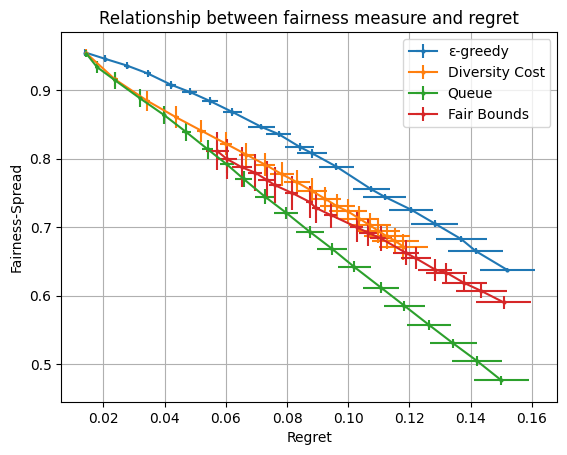 Relationship between fairness measure and regret
ε-greedy
Diversity Cost
Queue
Fair Bounds
Fairness-Spread
0.9
0.8
0.7
0.6
0.5
0.02 0.04 0.06 0.08 0.10 0.12 0.14 0.16
Regret